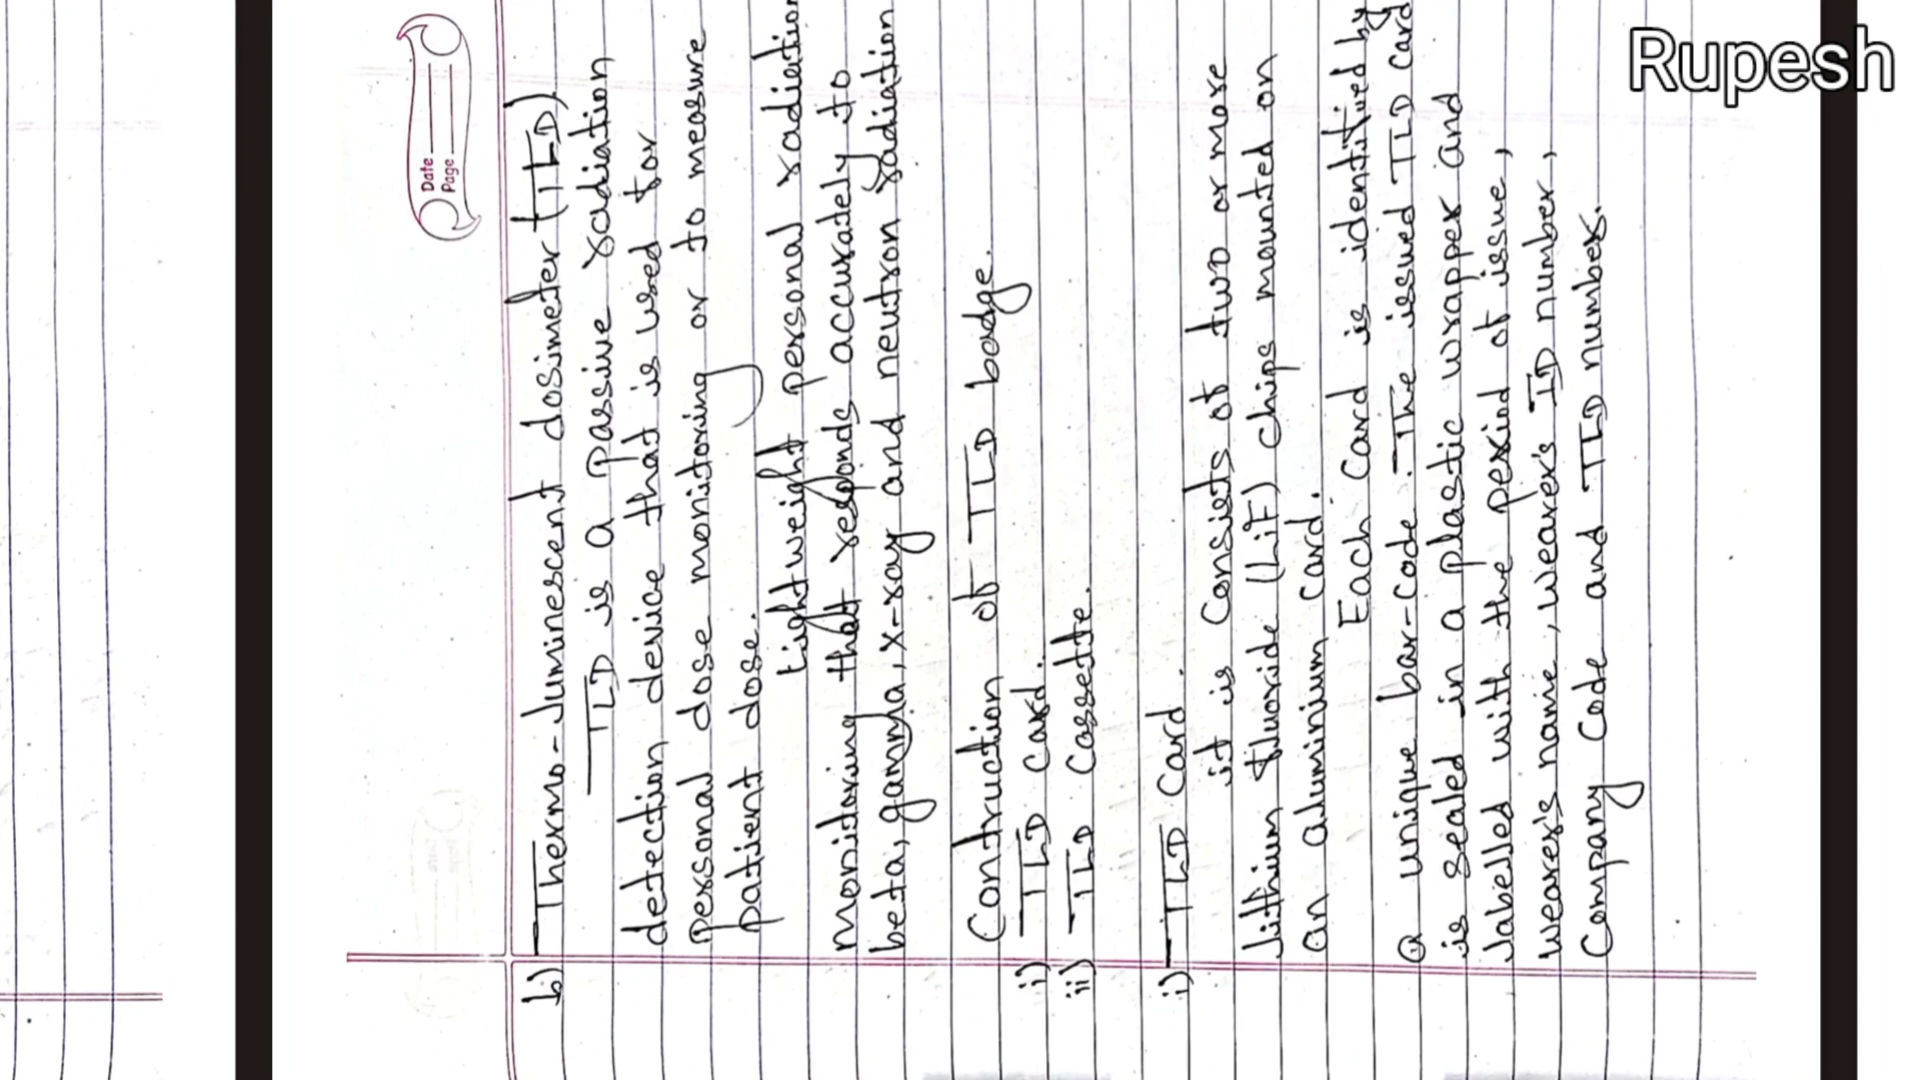 Rupesh
Date
Page
b) Thermo-luminescent dosimeter (TLD)
TLD is a passive radiation
detection device that is used for
personal dose monitoring or to measure
patient dose.
Lightweight personal radiation
monitoring that responds accurately to
beta, gamma, x-ray and neutron radiation
Contruction of TLD badge.
i) TLD card.
ii) TLD Cassette.
i) TLD Card.
it is consists of two or more
lithium fluoride (LiF) chips mounted on
an aluminium card.
Each Card is identified by
a unique bar-code. The issued TLD card
is sealed in a plastic wrapper and
labelled with the period of issue,
wearer's name, wearer's ID number,
Company Code and TLD number.